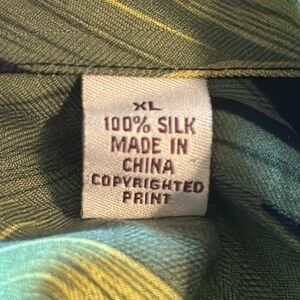 XL
100% SILK
MADE IN
CHINA
COPYRIGHTED
PRINT